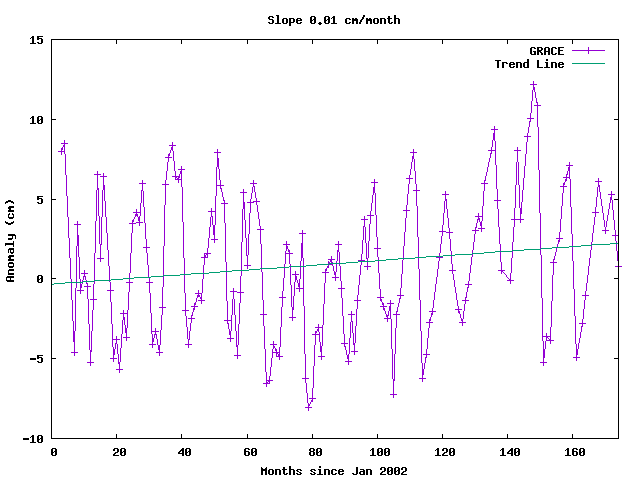 Slope 0.01 cm/month
15
GRACE
Trend Line
10
5
0
-5
-10
Anomaly (cm)
0 20 40 60 80 100 120 140 160
Months since Jan 2002